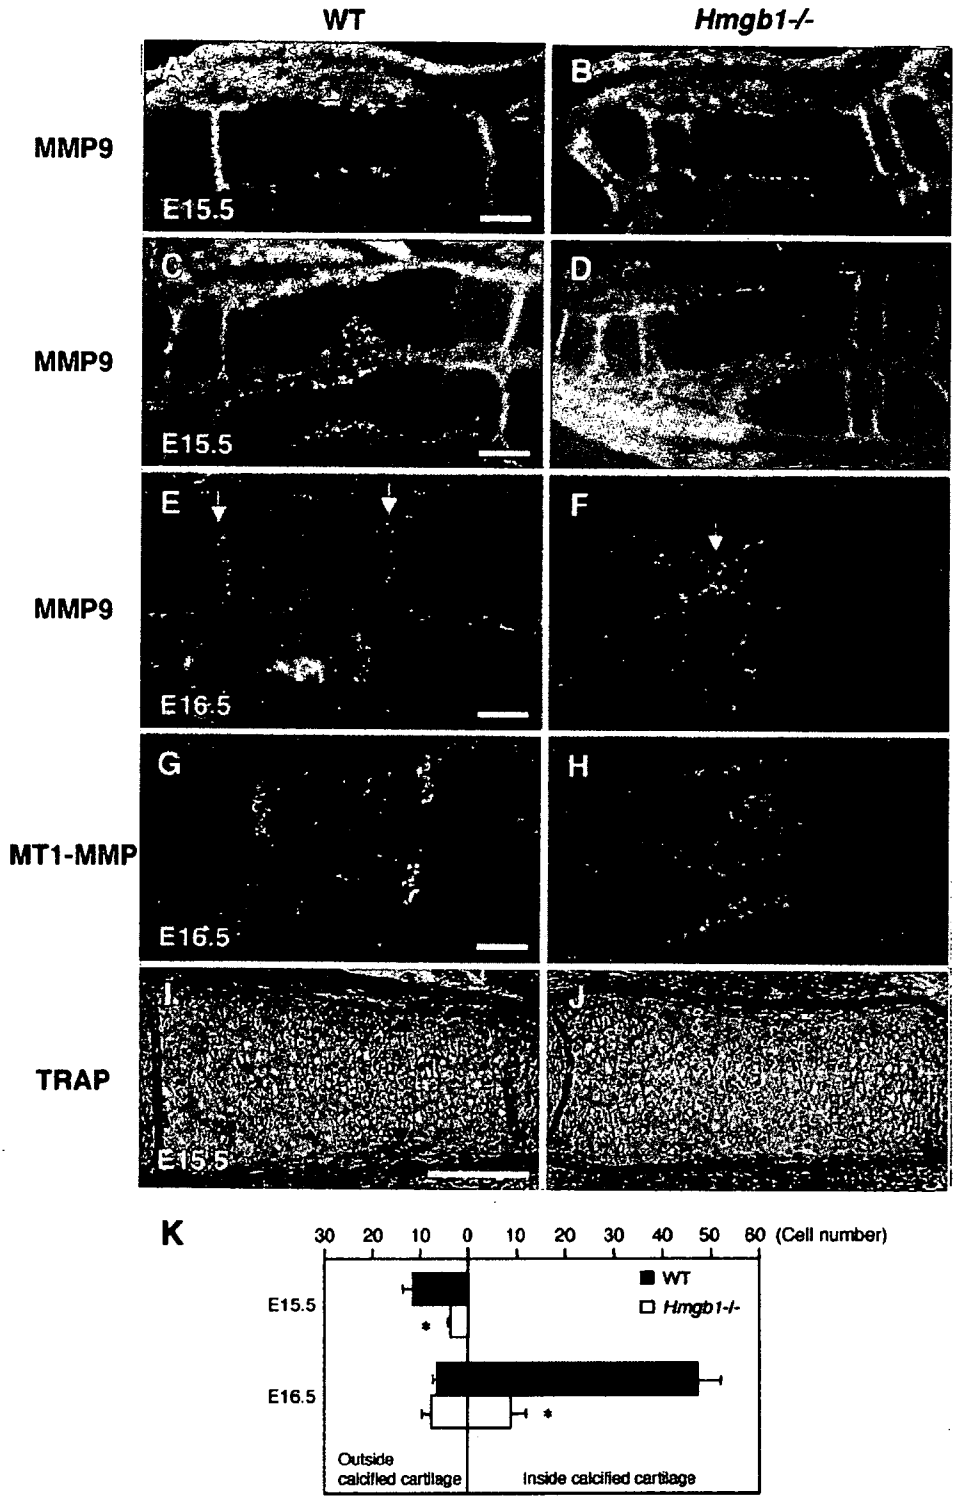 WT Hmgb1-/-
A B
MMP9
E15.5
C D
MMP9
E15.5
E F
MMP9
E16.5
G H
MT1-MMP
E16.5
I J
TRAP
E15.5
K
30 20 10 0 10 20 30 40 50 60 (Cell number)
WT
E15.5
Hmgb1-/-
*
E16.5
*
Outside
calcified cartilage Inside calcified cartilage